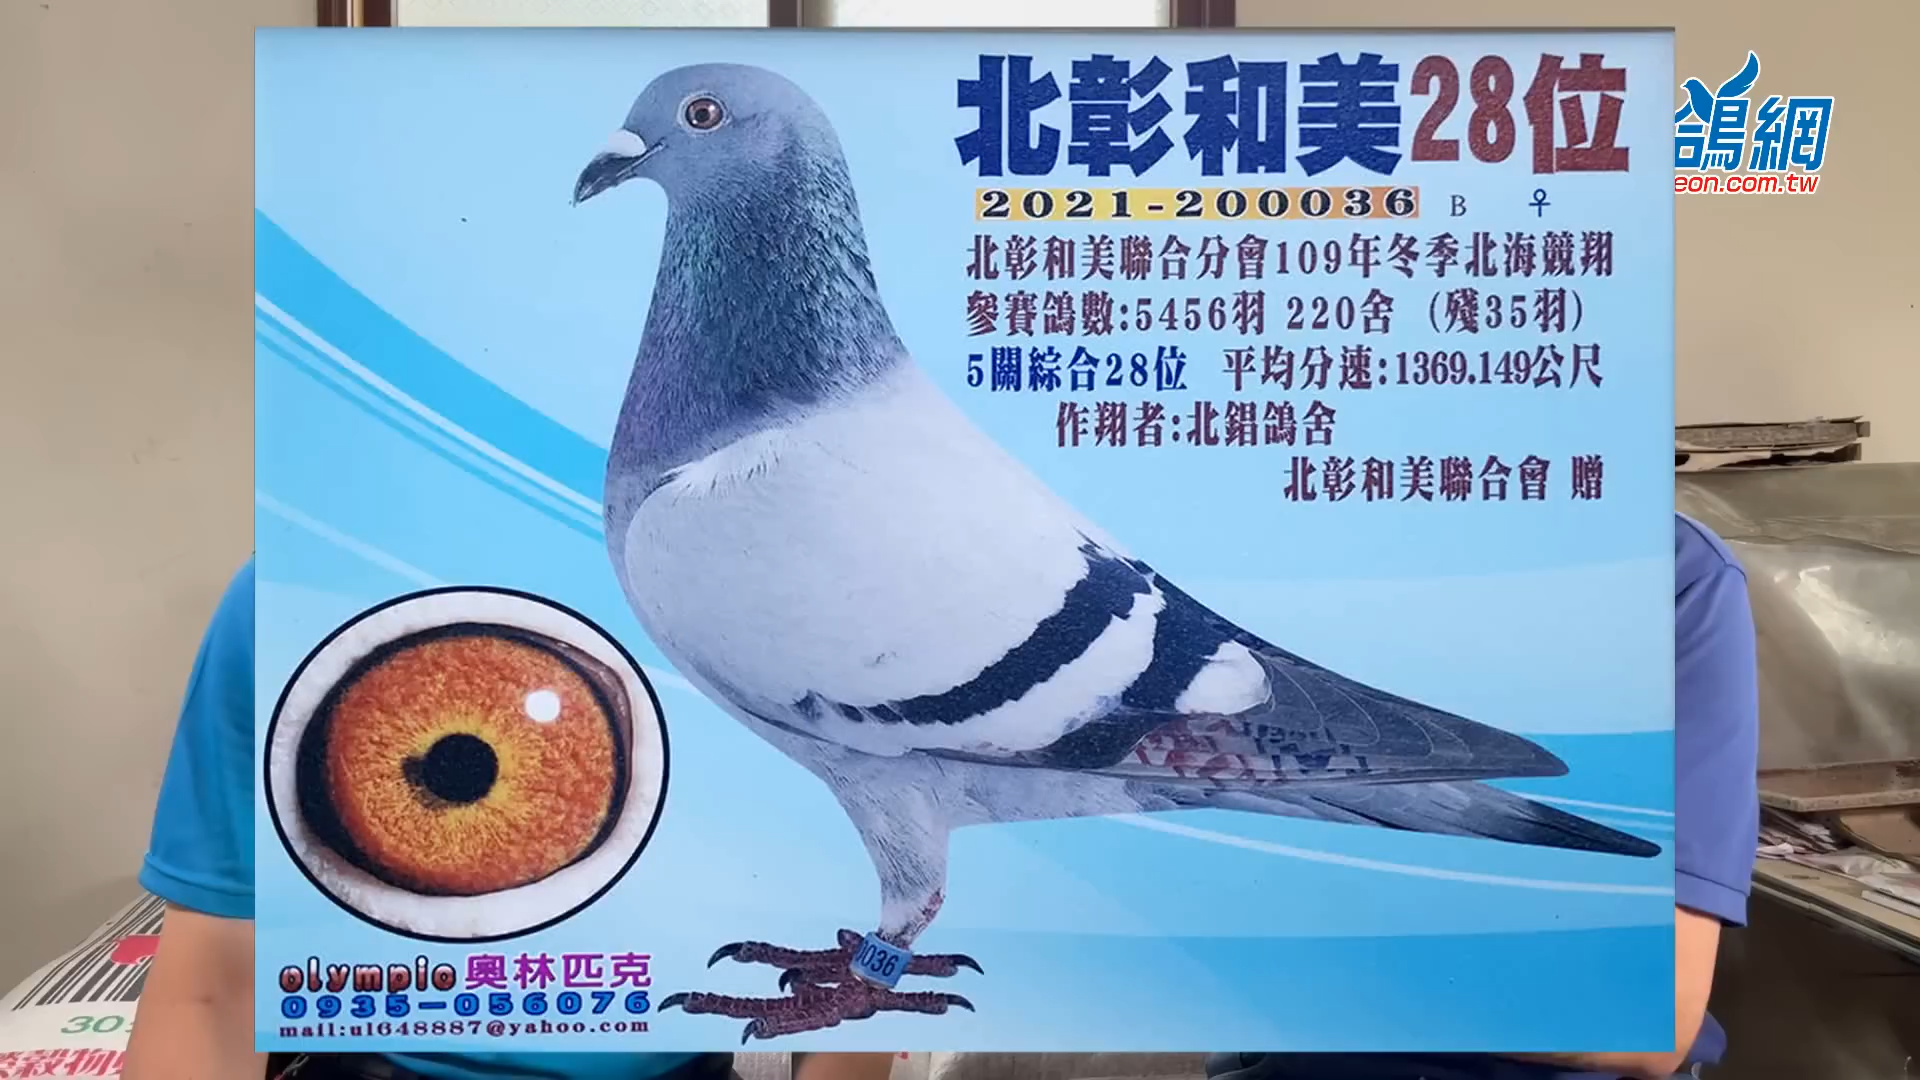 北彰和美28位
2021-200036 B ♀
北彰和美聯合分會109年冬季北海競翔
參賽鴿數:5456羽 220舍 (殘35羽)
5關綜合28位 平均分速:1369.149公尺
作翔者:北錩鴿舍
北彰和美聯合會 贈
鴿網
eon.com.tw
0036
olympic 奧林匹克
0935-056076
mail:ul648887@yahoo.com
30
穀物